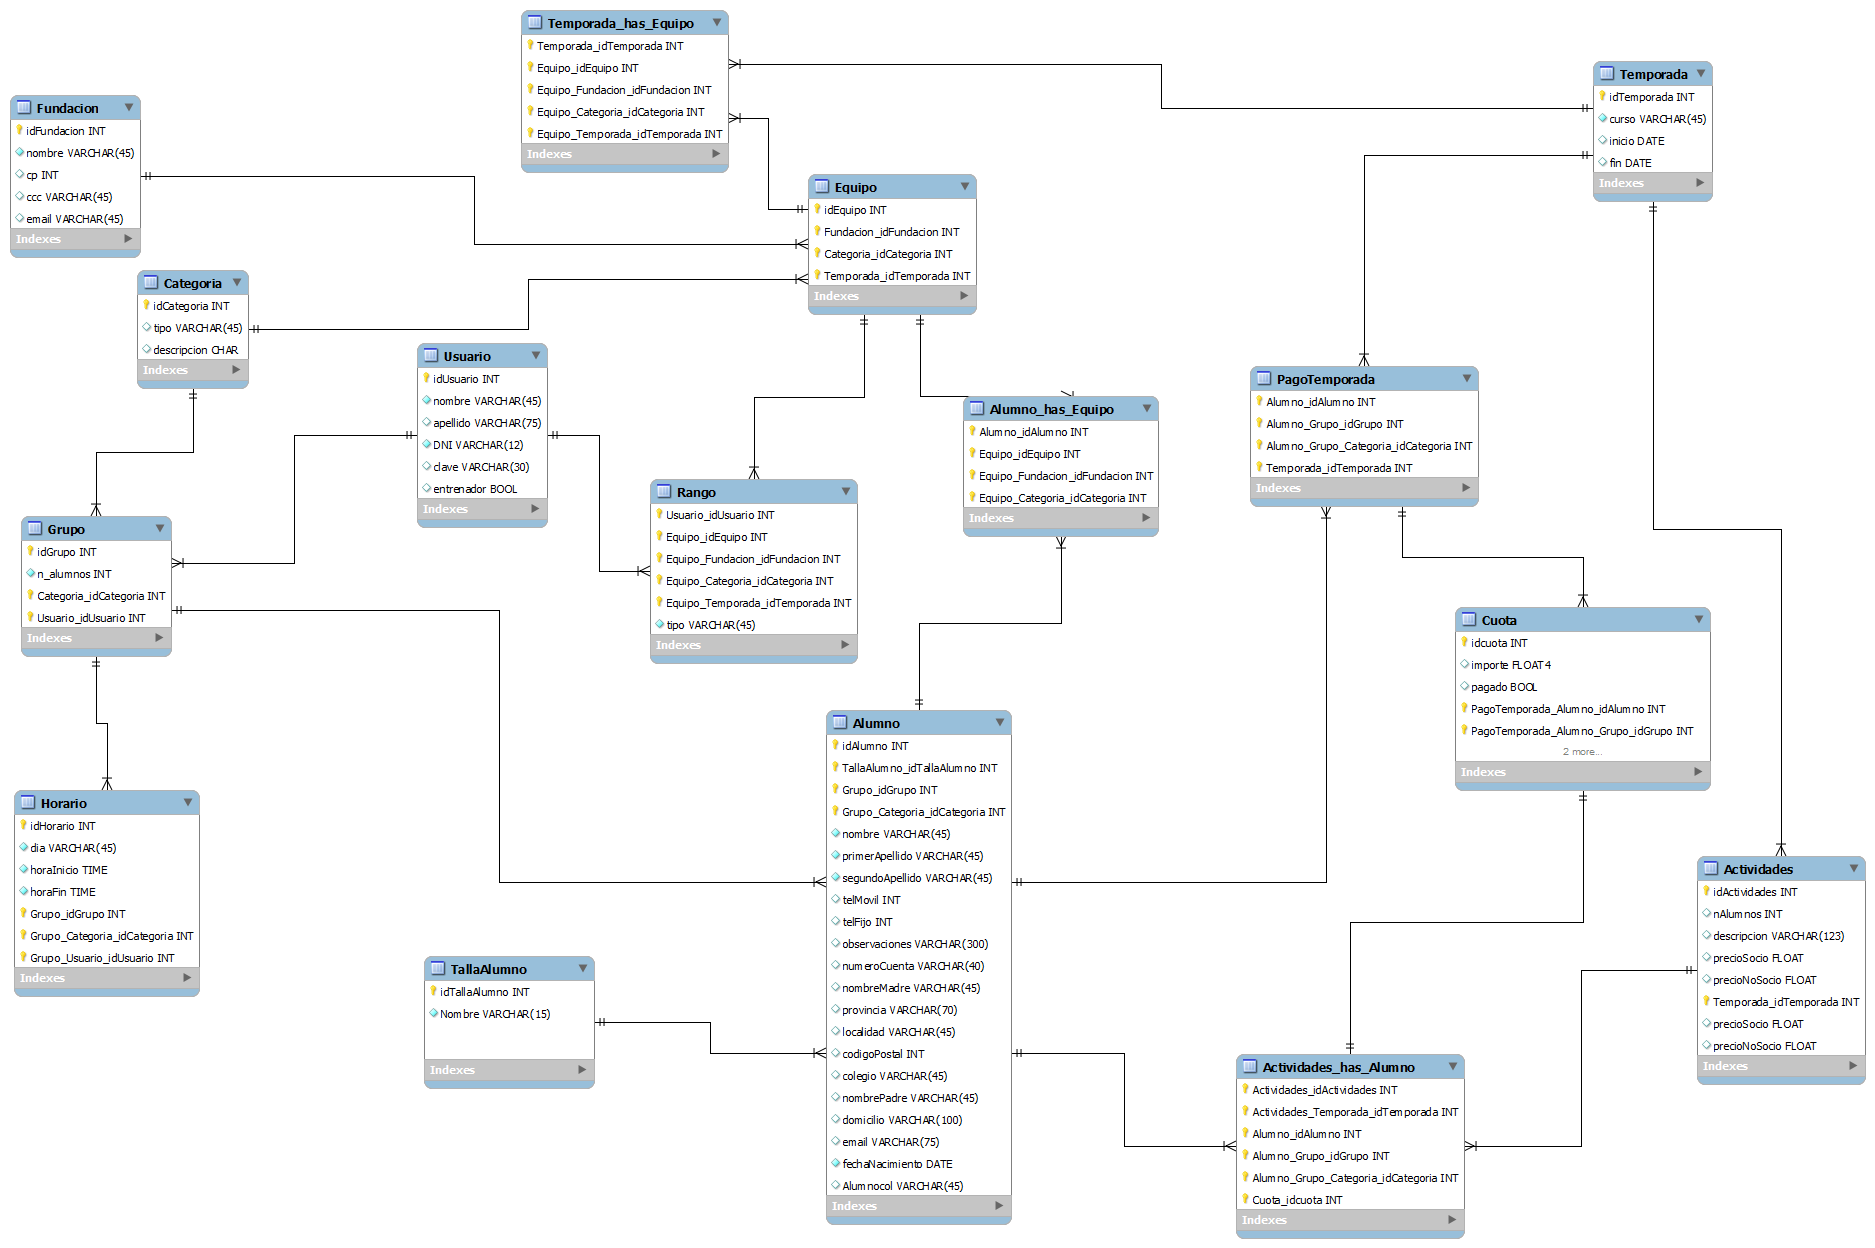 Temporada_has_Equipo
Temporada_idTemporada INT
Equipo_idEquipo INT
Equipo_Fundacion_idFundacion INT
Equipo_Categoria_idCategoria INT
Equipo_Temporada_idTemporada INT
Indexes
Temporada
idTemporada INT
curso VARCHAR(45)
inicio DATE
fin DATE
Indexes
Fundacion
idFundacion INT
nombre VARCHAR(45)
cp INT
ccc VARCHAR(45)
email VARCHAR(45)
Indexes
Equipo
idEquipo INT
Fundacion_idFundacion INT
Categoria_idCategoria INT
Temporada_idTemporada INT
Indexes
Categoria
idCategoria INT
tipo VARCHAR(45)
descripcion CHAR
Indexes
Usuario
idUsuario INT
nombre VARCHAR(45)
apellido VARCHAR(75)
DNI VARCHAR(12)
clave VARCHAR(30)
entrenador BOOL
Indexes
PagoTemporada
Alumno_idAlumno INT
Alumno_Grupo_idGrupo INT
Alumno_Grupo_Categoria_idCategoria INT
Temporada_idTemporada INT
Indexes
Alumno_has_Equipo
Alumno_idAlumno INT
Equipo_idEquipo INT
Equipo_Fundacion_idFundacion INT
Equipo_Categoria_idCategoria INT
Indexes
Rango
Usuario_idUsuario INT
Equipo_idEquipo INT
Equipo_Fundacion_idFundacion INT
Equipo_Categoria_idCategoria INT
Equipo_Temporada_idTemporada INT
tipo VARCHAR(45)
Indexes
Grupo
idGrupo INT
n_alumnos INT
Categoria_idCategoria INT
Usuario_idUsuario INT
Indexes
Cuota
idcuota INT
importe FLOAT4
pagado BOOL
PagoTemporada_Alumno_idAlumno INT
PagoTemporada_Alumno_Grupo_idGrupo INT
2 more...
Indexes
Alumno
idAlumno INT
TallaAlumno_idTallaAlumno INT
Grupo_idGrupo INT
Grupo_Categoria_idCategoria INT
nombre VARCHAR(45)
primerApellido VARCHAR(45)
segundoApellido VARCHAR(45)
telMovil INT
telFijo INT
observaciones VARCHAR(300)
numeroCuenta VARCHAR(40)
nombreMadre VARCHAR(45)
provincia VARCHAR(70)
localidad VARCHAR(45)
codigoPostal INT
colegio VARCHAR(45)
nombrePadre VARCHAR(45)
domicilio VARCHAR(100)
email VARCHAR(75)
fechaNacimiento DATE
Alumnocol VARCHAR(45)
Indexes
Horario
idHorario INT
dia VARCHAR(45)
horaInicio TIME
horaFin TIME
Grupo_idGrupo INT
Grupo_Categoria_idCategoria INT
Grupo_Usuario_idUsuario INT
Indexes
Actividades
idActividades INT
nAlumnos INT
descripcion VARCHAR(123)
precioSocio FLOAT
precioNoSocio FLOAT
Temporada_idTemporada INT
precioSocio FLOAT
precioNoSocio FLOAT
Indexes
TallaAlumno
idTallaAlumno INT
Nombre VARCHAR(15)
Indexes
Actividades_has_Alumno
Actividades_idActividades INT
Actividades_Temporada_idTemporada INT
Alumno_idAlumno INT
Alumno_Grupo_idGrupo INT
Alumno_Grupo_Categoria_idCategoria INT
Cuota_idcuota INT
Indexes